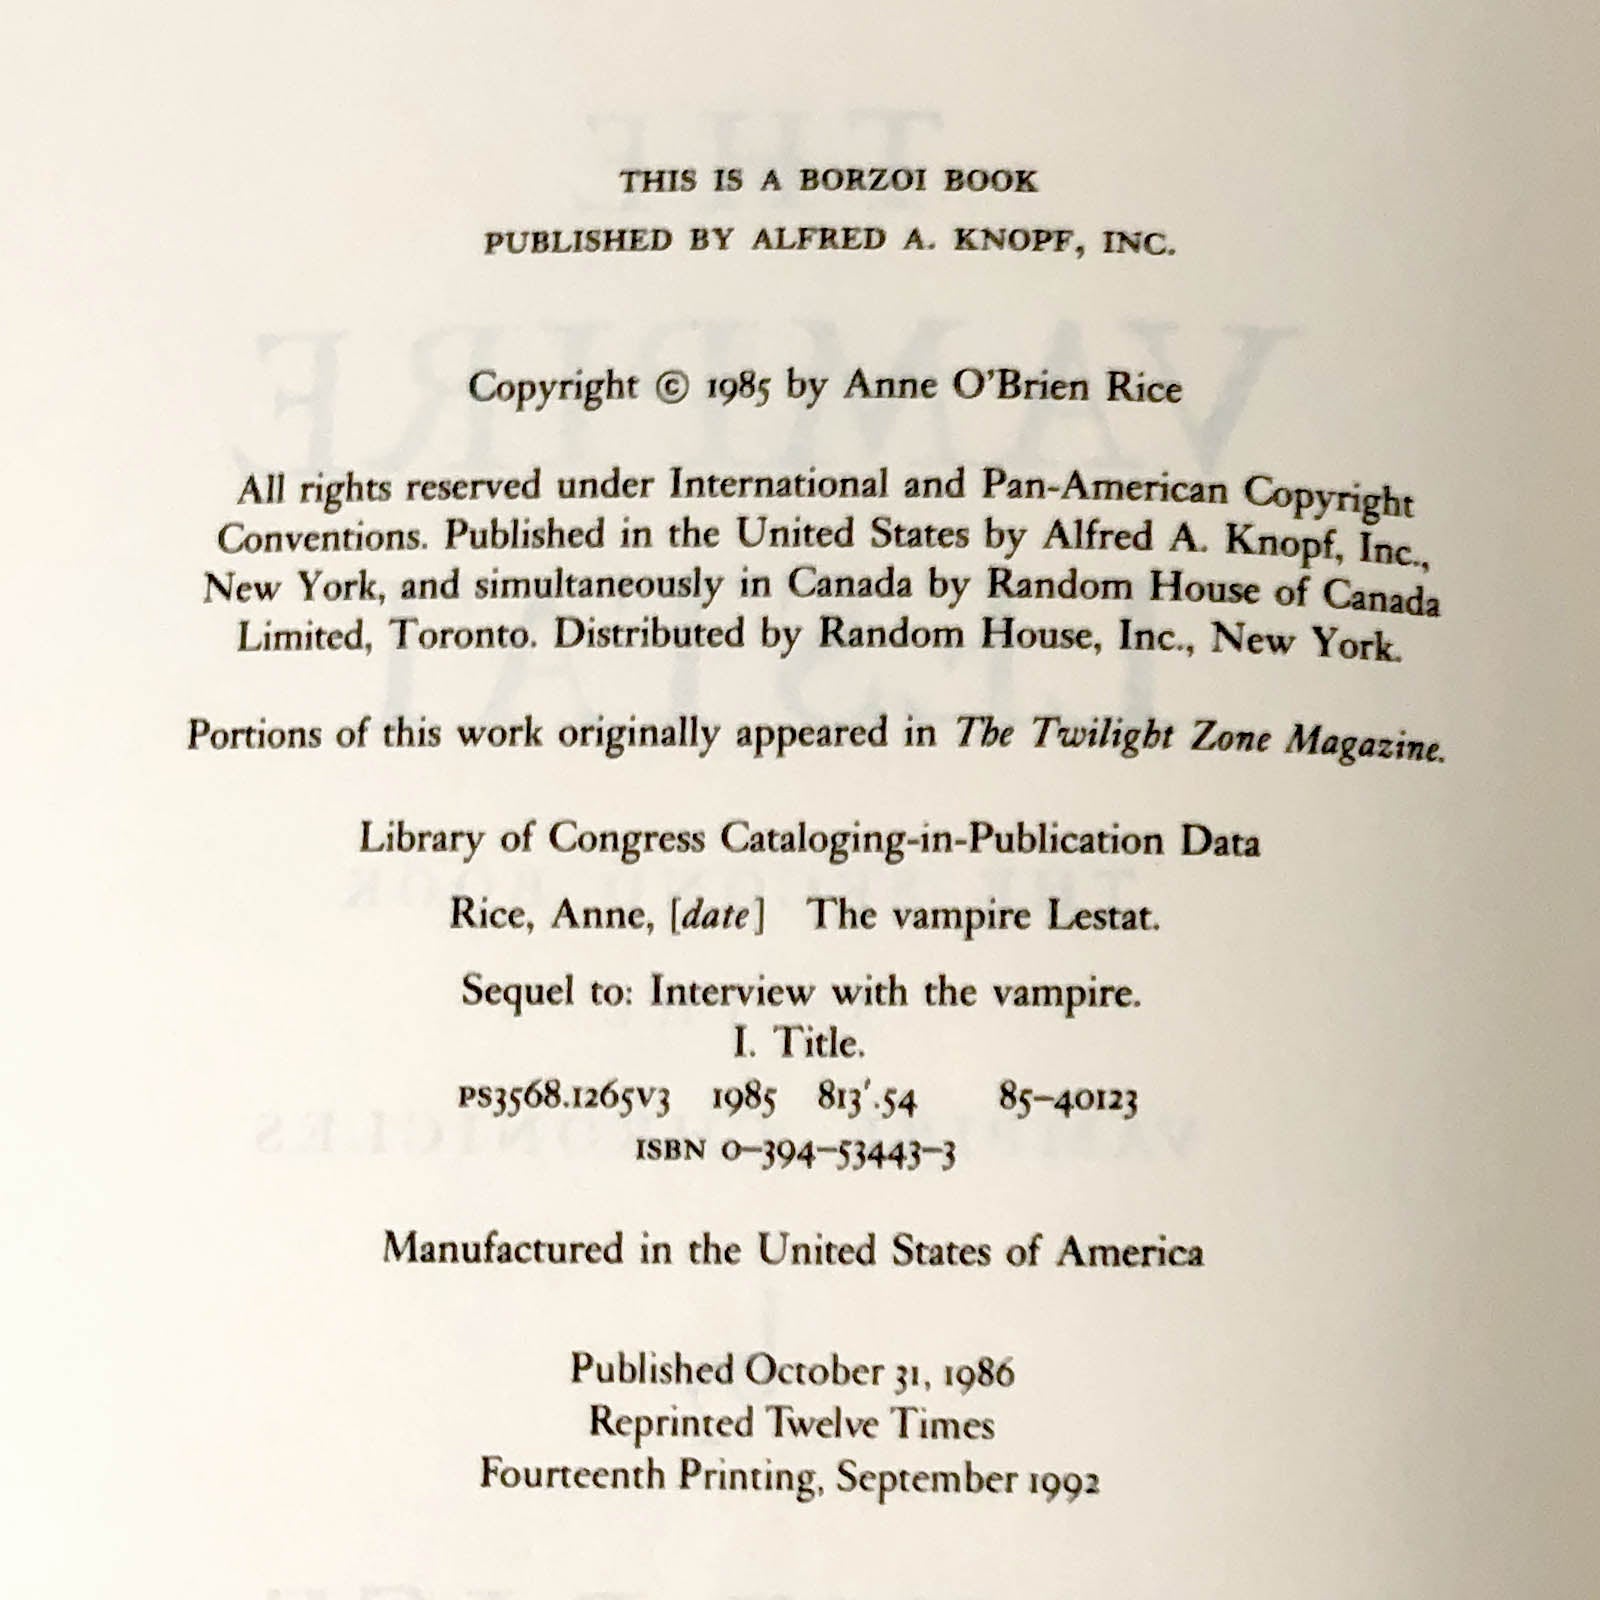 THIS IS A BORZOI BOOK
PUBLISHED BY ALFRED A. KNOPF, INC.
Copyright © 1985 by Anne O'Brien Rice
All rights reserved under International and Pan-American Copyright
Conventions. Published in the United States by Alfred A. Knopf, Inc.,
New York, and simultaneously in Canada by Random House of Canada
Limited, Toronto. Distributed by Random House, Inc., New York.
Portions of this work originally appeared in The Twilight Zone Magazine.
Library of Congress Cataloging-in-Publication Data
Rice, Anne, [date] The vampire Lestat.
Sequel to: Interview with the vampire.
I. Title.
PS3568.I265V3 1985 813'.54 85-40123
ISBN 0-394-53443-3
Manufactured in the United States of America
Published October 31, 1986
Reprinted Twelve Times
Fourteenth Printing, September 1992